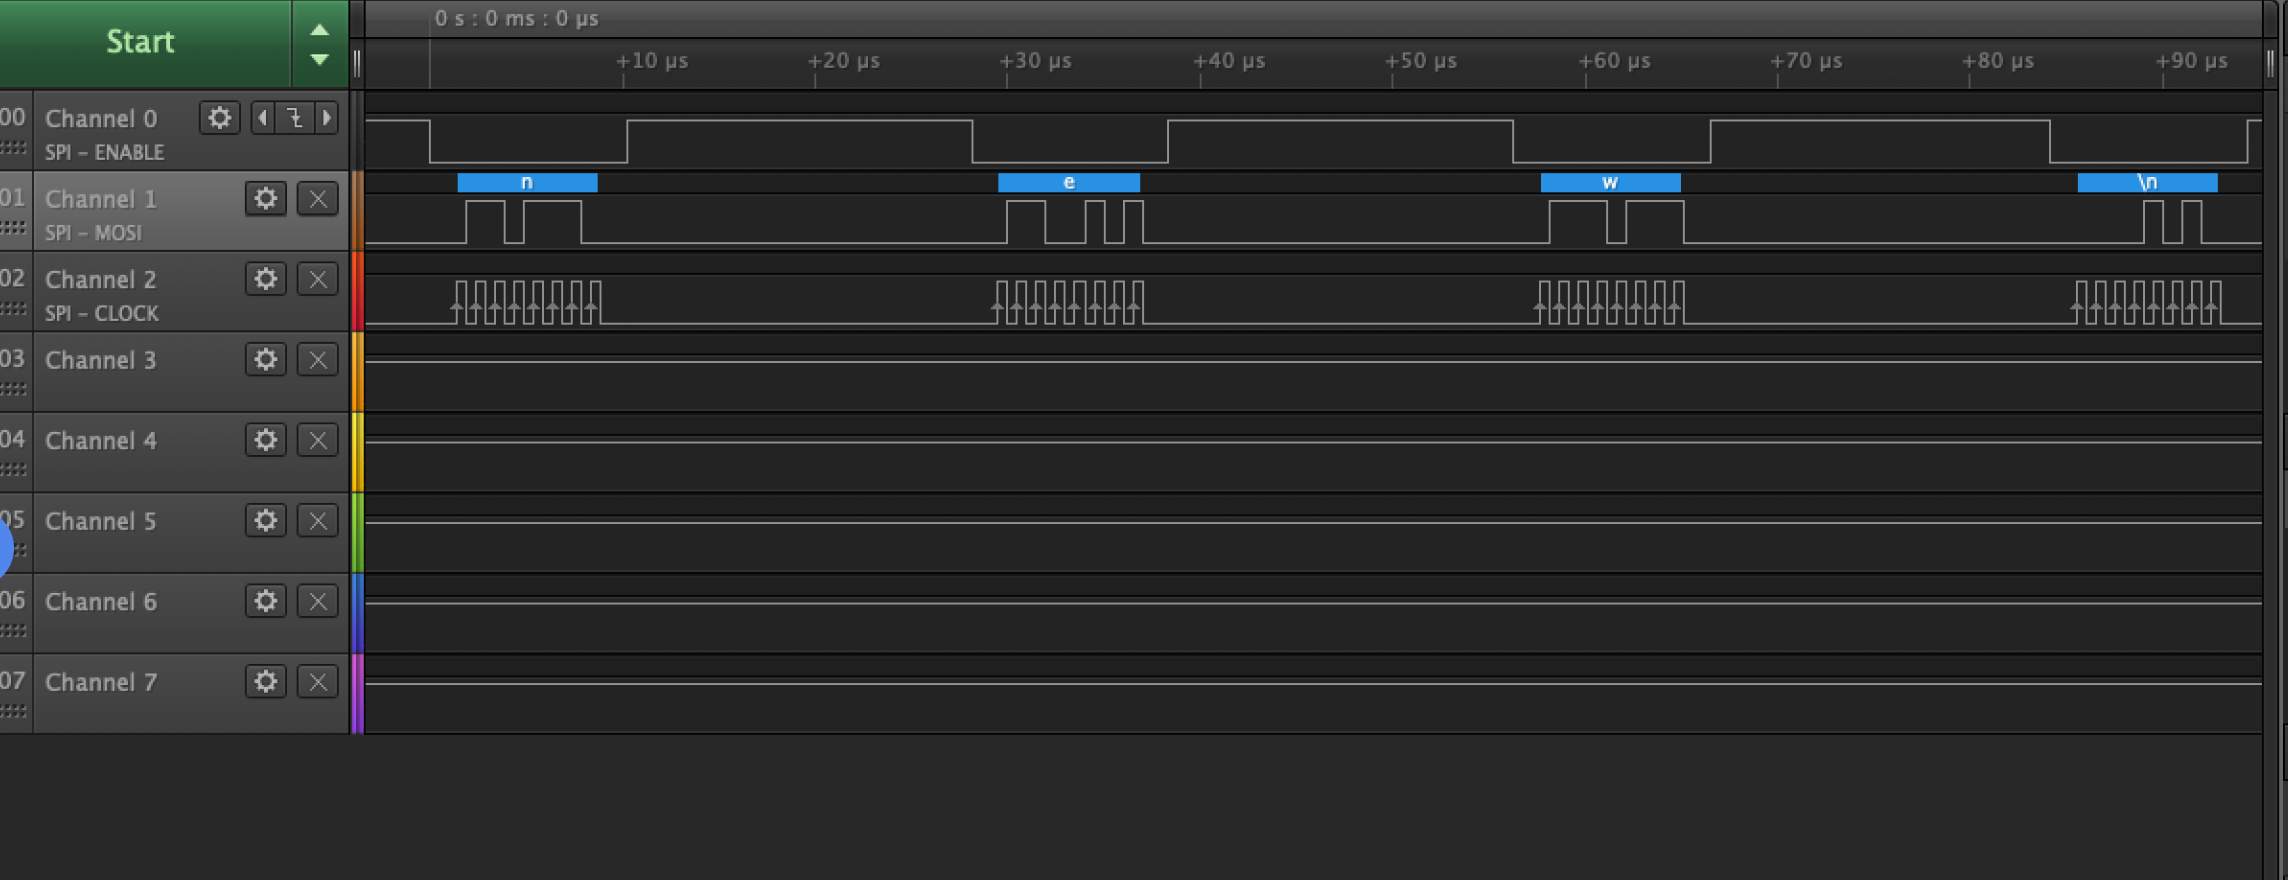 Start
0 s : 0 ms : 0 µs
+10 µs +20 µs +30 µs +40 µs +50 µs +60 µs +70 µs +80 µs +90 µs
00 Channel 0
SPI – ENABLE
n e w \n
01 Channel 1
SPI – MOSI
02 Channel 2
SPI – CLOCK
03 Channel 3
04 Channel 4
05 Channel 5
06 Channel 6
07 Channel 7